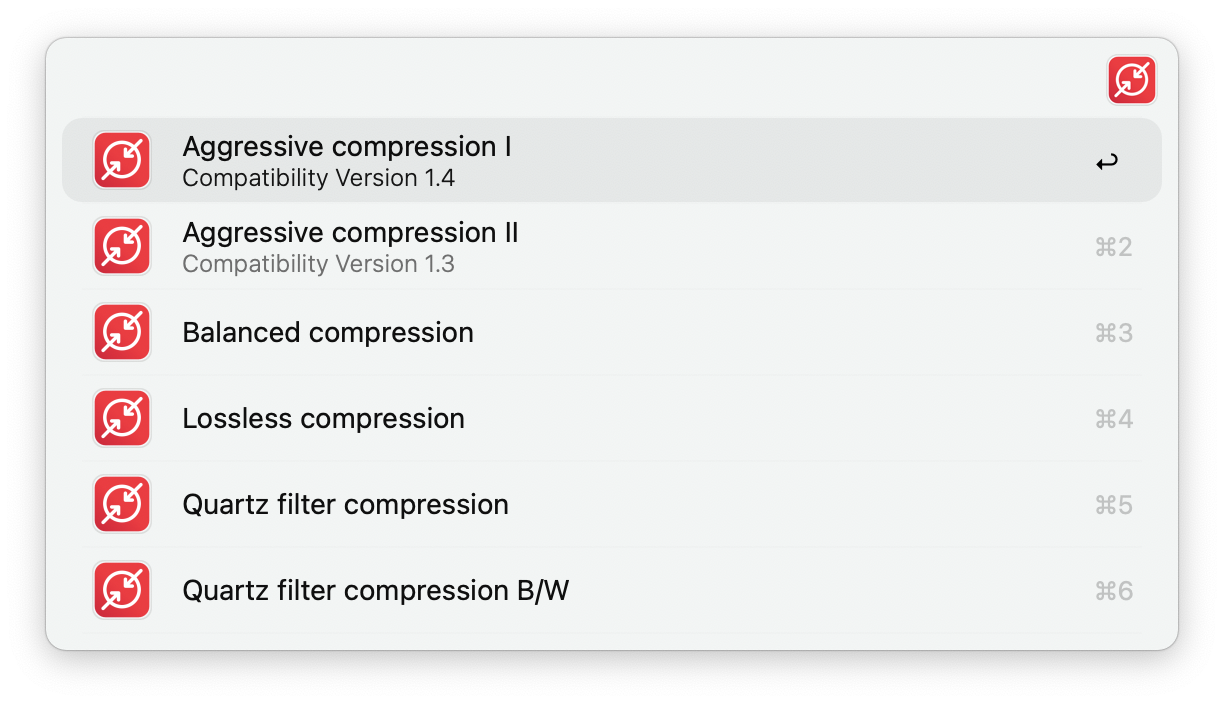 Aggressive compression I
Compatibility Version 1.4
↩
Aggressive compression II
Compatibility Version 1.3
⌘2
Balanced compression
⌘3
Lossless compression
⌘4
Quartz filter compression
⌘5
Quartz filter compression B/W
⌘6